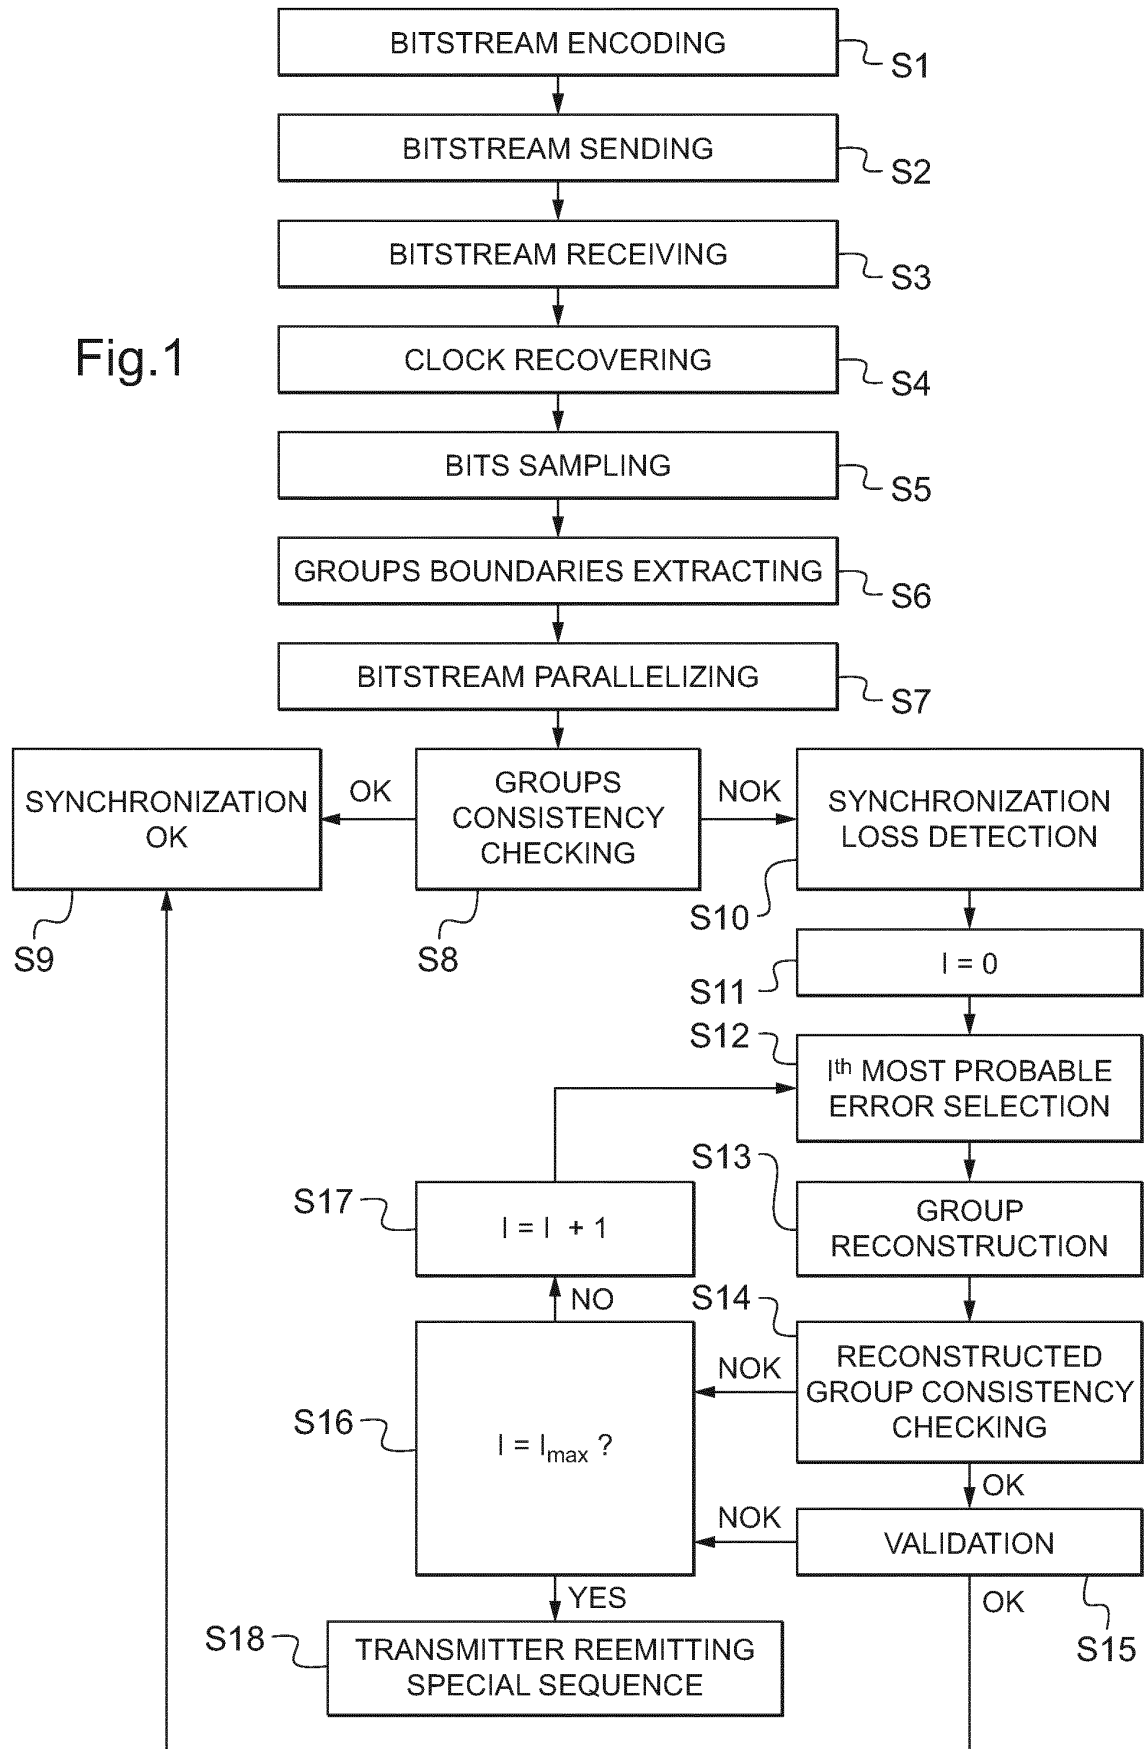 BITSTREAM ENCODING
S1
BITSTREAM SENDING
S2
BITSTREAM RECEIVING
S3
Fig.1
CLOCK RECOVERING
S4
BITS SAMPLING
S5
GROUPS BOUNDARIES EXTRACTING
S6
BITSTREAM PARALLELIZING
S7
SYNCHRONIZATION
OK
S9
OK
GROUPS
CONSISTENCY
CHECKING
S8
NOK
SYNCHRONIZATION
LOSS DETECTION
S10
I = 0
S11
S12
Ith MOST PROBABLE
ERROR SELECTION
S13
GROUP
RECONSTRUCTION
S17
I = I + 1
NO
S14
RECONSTRUCTED
GROUP CONSISTENCY
CHECKING
NOK
S16
I = Imax ?
OK
NOK
VALIDATION
S15
OK
YES
S18
TRANSMITTER REEMITTING
SPECIAL SEQUENCE